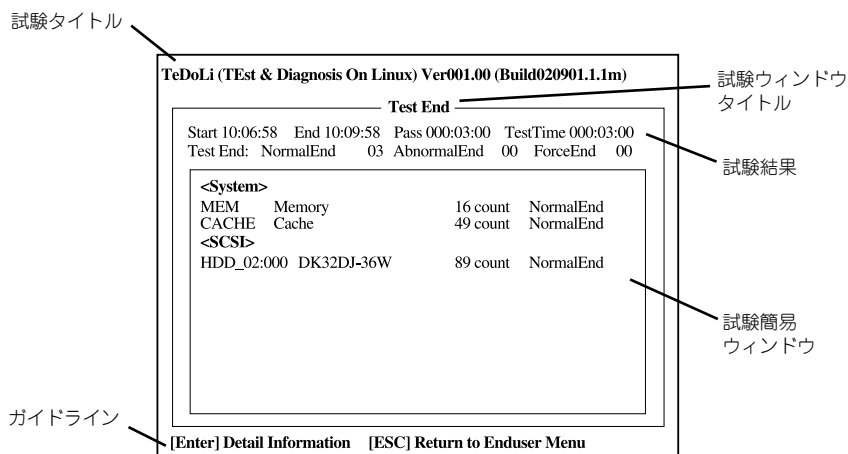 試験タイトル
TeDoLi (TEst & Diagnosis On Linux) Ver001.00 (Build020901.1.1m)
試験ウィンドウ
タイトル
Test End
Start 10:06:58 End 10:09:58 Pass 000:03:00 TestTime 000:03:00
Test End: NormalEnd 03 AbnormalEnd 00 ForceEnd 00
試験結果
<System>
MEM Memory 16 count NormalEnd
CACHE Cache 49 count NormalEnd
<SCSI>
HDD_02:000 DK32DJ-36W 89 count NormalEnd
試験簡易
ウィンドウ
ガイドライン
[Enter] Detail Information [ESC] Return to Enduser Menu